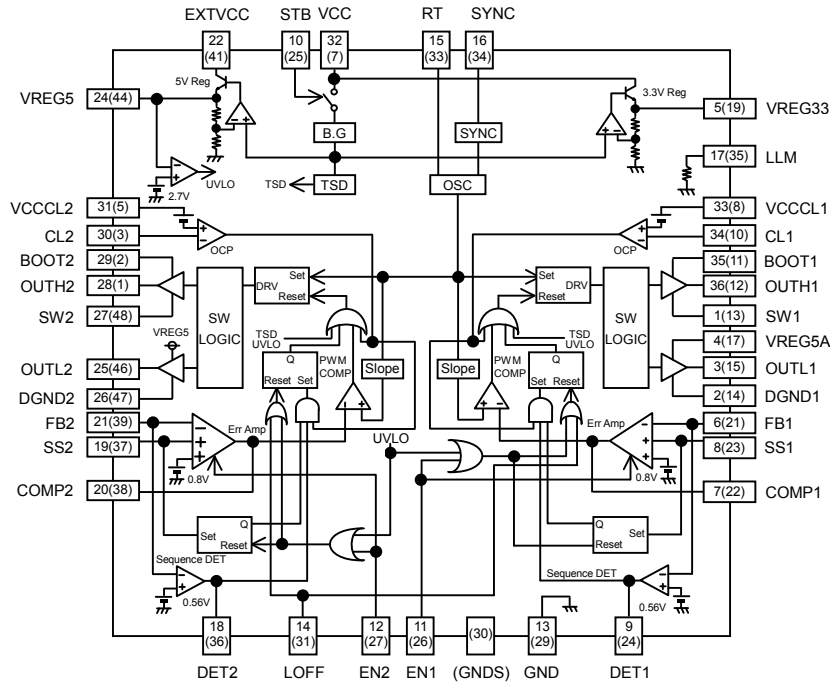 EXTVCC STB VCC RT SYNC
22 (41)
10 (25)
32 (7)
15 (33)
16 (34)
5V Reg
3.3V Reg
VREG5 24(44)
5(19) VREG33
B.G
SYNC
17(35) LLM
TSD
TSD
OSC
UVLO
2.7V
VCCCL2 31(5)
33(8) VCCCL1
CL2 30(3)
34(10) CL1
OCP
OCP
BOOT2 29(2)
35(11) BOOT1
OUTH2 28(1)
36(12) OUTH1
SW2 27(48)
1(13) SW1
SW LOGIC
DRV
Set
Reset
Set
Reset
DRV
SW LOGIC
VREG5
TSD
UVLO
TSD
UVLO
4(17) VREG5A
OUTL2 25(46)
3(15) OUTL1
DGND2 26(47)
2(14) DGND1
Q
Reset Set
PWM COMP
Slope
Slope
PWM COMP
Q
Set Reset
FB2 21(39)
6(21) FB1
SS2 19(37)
8(23) SS1
Err Amp
Err Amp
UVLO
0.8V
0.8V
COMP2 20(38)
7(22) COMP1
Q
Set
Reset
Q
Set
Reset
Sequence DET
Sequence DET
0.56V
0.56V
18 (36)
14 (31)
12 (27)
11 (26)
(30)
13 (29)
9 (24)
DET2 LOFF EN2 EN1 (GNDS) GND DET1